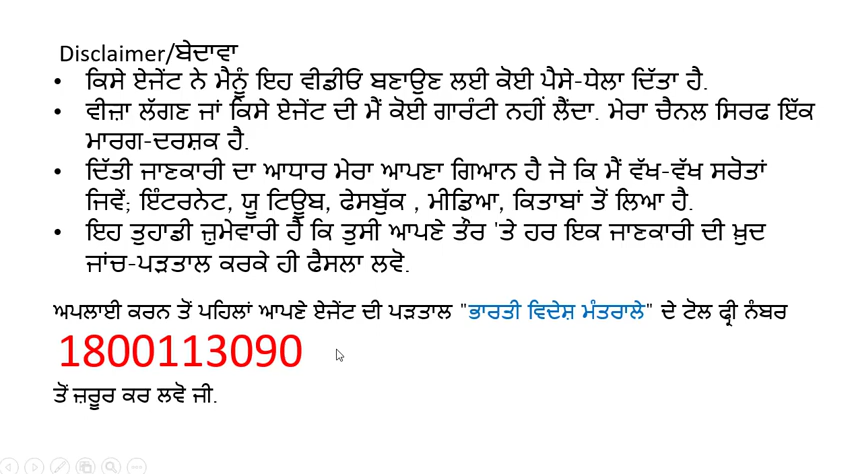 Disclaimer/ਬੇਦਾਵਾ
• ਕਿਸੇ ਏਜੇਂਟ ਨੇ ਮੈਨੂੰ ਇਹ ਵੀਡੀਓ ਬਣਾਉਣ ਲਈ ਕੋਈ ਪੈਸੇ-ਧੇਲਾ ਦਿੱਤਾ ਹੈ.
• ਵੀਜ਼ਾ ਲੱਗਣ ਜਾਂ ਕਿਸੇ ਏਜੇਂਟ ਦੀ ਮੈਂ ਕੋਈ ਗਾਰੰਟੀ ਨਹੀਂ ਲੈਂਦਾ. ਮੇਰਾ ਚੈਨਲ ਸਿਰਫ ਇੱਕ
ਮਾਰਗ-ਦਰਸ਼ਕ ਹੈ.
• ਦਿੱਤੀ ਜਾਣਕਾਰੀ ਦਾ ਆਧਾਰ ਮੇਰਾ ਆਪਣਾ ਗਿਆਨ ਹੈ ਜੋ ਕਿ ਮੈਂ ਵੱਖ-ਵੱਖ ਸਰੋਤਾਂ
ਜਿਵੇਂ; ਇੰਟਰਨੇਟ, ਯੂ ਟਿਊਬ, ਫੇਸਬੁੱਕ , ਮੀਡਿਆ, ਕਿਤਾਬਾਂ ਤੋਂ ਲਿਆ ਹੈ.
• ਇਹ ਤੁਹਾਡੀ ਜ਼ੁਮੇਵਾਰੀ ਹੈ ਕਿ ਤੁਸੀ ਆਪਣੇ ਤੌਰ 'ਤੇ ਹਰ ਇਕ ਜਾਣਕਾਰੀ ਦੀ ਖ਼ੁਦ
ਜਾਂਚ-ਪੜਤਾਲ ਕਰਕੇ ਹੀ ਫੈਸਲਾ ਲਵੋ.
ਅਪਲਾਈ ਕਰਨ ਤੋਂ ਪਹਿਲਾਂ ਆਪਣੇ ਏਜੇਂਟ ਦੀ ਪੜਤਾਲ "ਭਾਰਤੀ ਵਿਦੇਸ਼ ਮੰਤਰਾਲੇ" ਦੇ ਟੋਲ ਫ੍ਰੀ ਨੰਬਰ
1800113090
ਤੋਂ ਜ਼ਰੂਰ ਕਰ ਲਵੋ ਜੀ.